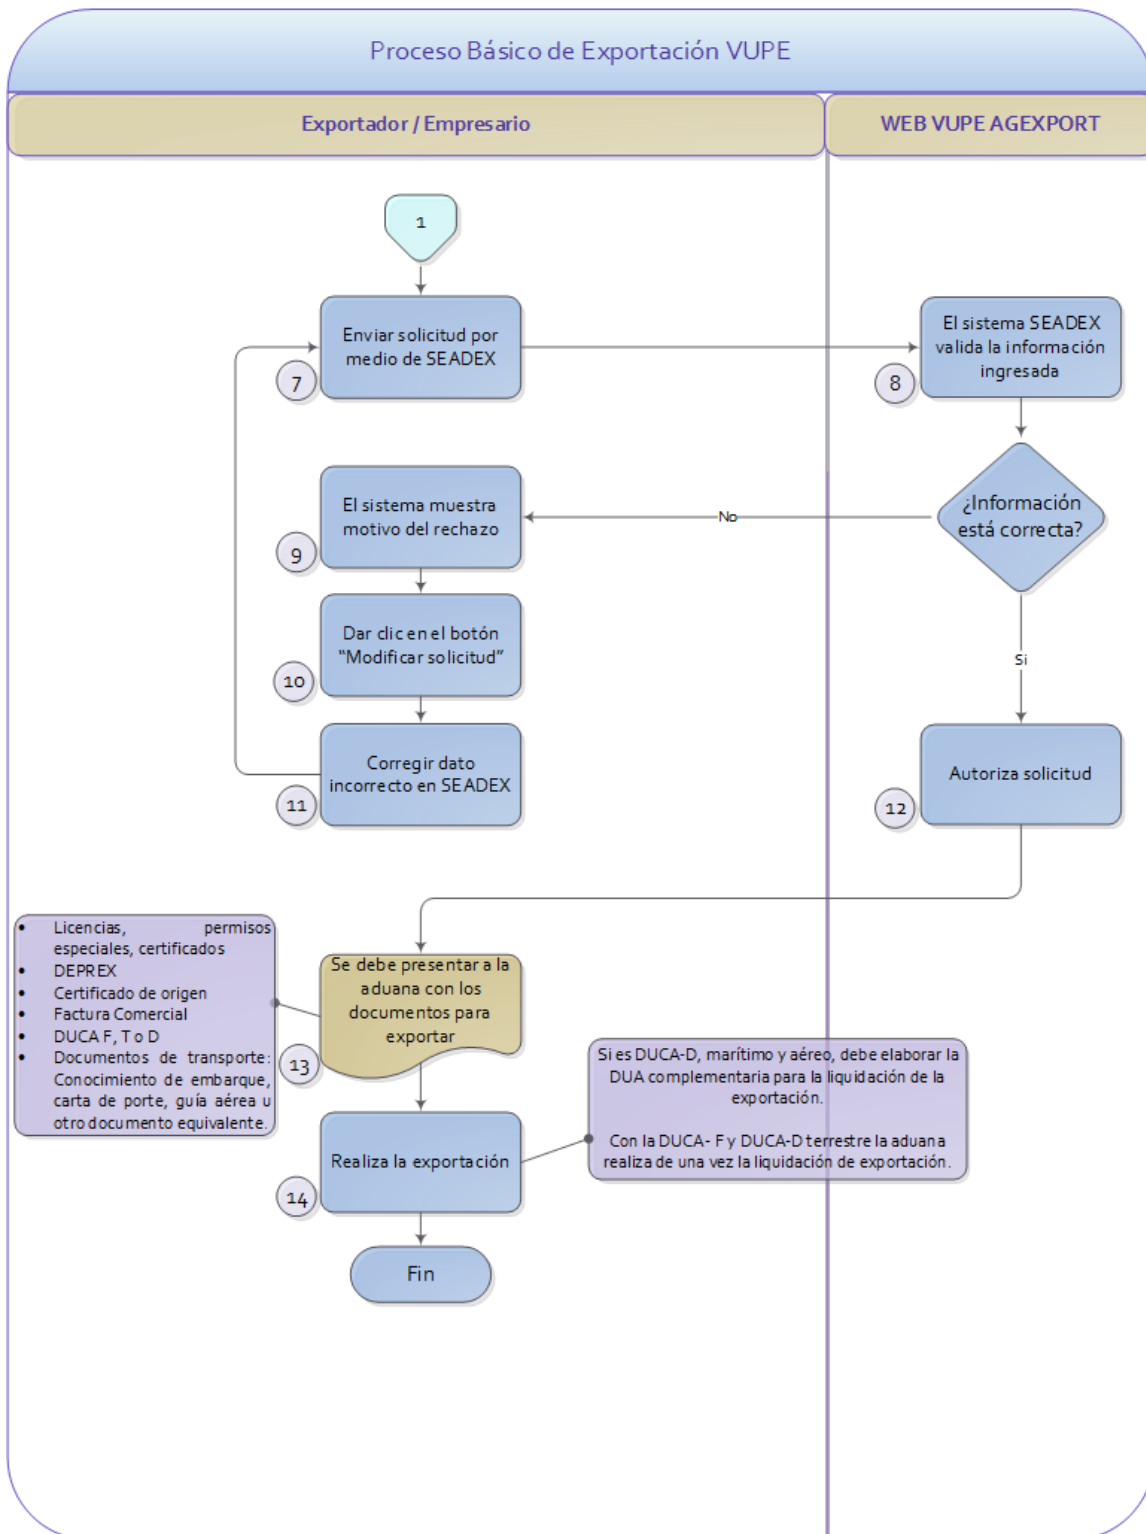 Proceso Básico de Exportación VUPE
Exportador / Empresario
WEB VUPE AGEXPORT
1
Enviar solicitud por
medio de SEADEX
7
El sistema SEADEX
valida la información
ingresada
8
¿Información
está correcta?
No
Si
El sistema muestra
motivo del rechazo
9
Dar clic en el botón
“Modificar solicitud”
10
Corregir dato
incorrecto en SEADEX
11
Autoriza solicitud
12
• Licencias, permisos
especiales, certificados
• DEPREX
• Certificado de origen
• Factura Comercial
• DUCA F, T o D
• Documentos de transporte:
Conocimiento de embarque,
carta de porte, guía aérea u
otro documento equivalente.
Se debe presentar a la
aduana con los
documentos para
exportar
13
Si es DUCA-D, marítimo y aéreo, debe elaborar la
DUA complementaria para la liquidación de la
exportación.
Con la DUCA- F y DUCA-D terrestre la aduana
realiza de una vez la liquidación de exportación.
Realiza la exportación
14
Fin